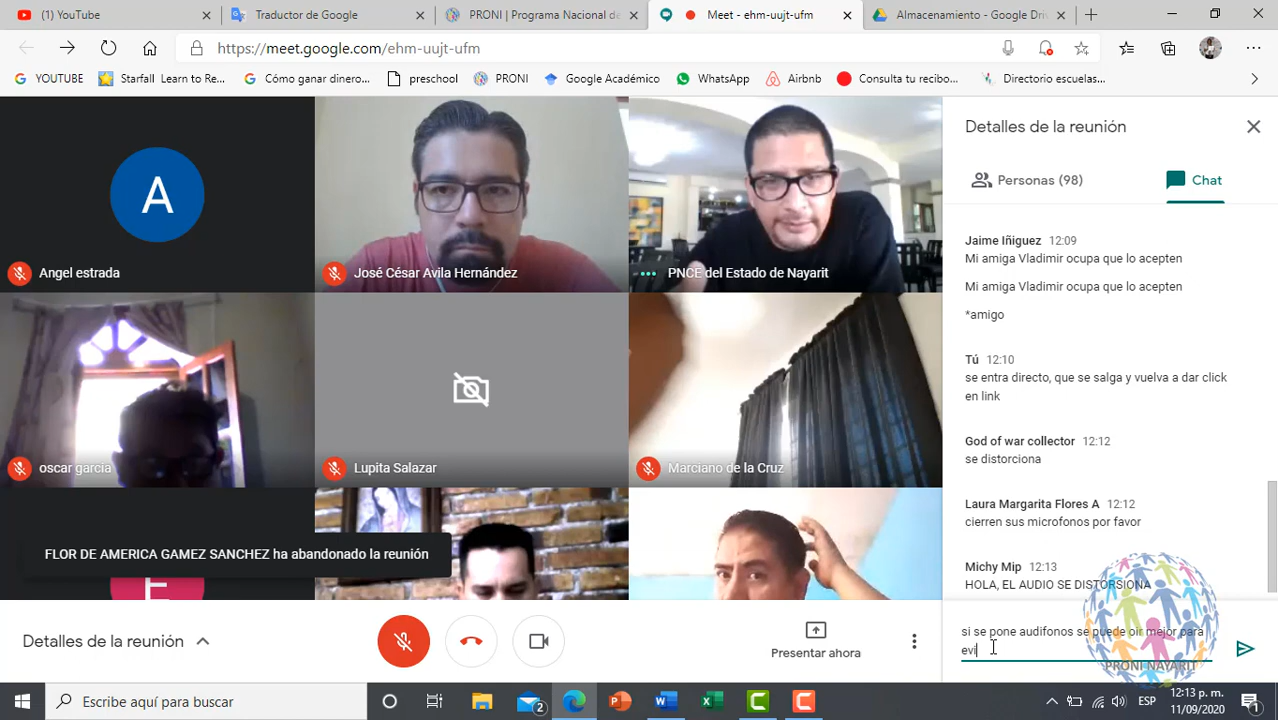 (1) YouTube
Traductor de Google
PRONI | Programa Nacional de
Meet - ehm-uujt-ufm
Almacenamiento - Google Dri
https://meet.google.com/ehm-uujt-ufm
YOUTUBE
Starfall Learn to Re...
Cómo ganar dinero...
preschool
PRONI
Google Académico
WhatsApp
Airbnb
Consulta tu recibo...
Directorio escuelas...
A
Angel estrada
José César Avila Hernández
PNCE del Estado de Nayarit
oscar garcia
Lupita Salazar
Marciano de la Cruz
FLOR DE AMERICA GAMEZ SANCHEZ ha abandonado la reunión
Detalles de la reunión
Personas (98)
Chat
Jaime Iñiguez 12:09
Mi amiga Vladimir ocupa que lo acepten
Mi amiga Vladimir ocupa que lo acepten
*amigo
Tú 12:10
se entra directo, que se salga y vuelva a dar click
en link
God of war collector 12:12
se distorciona
Laura Margarita Flores A 12:12
cierren sus microfonos por favor
Michy Mip 12:13
HOLA, EL AUDIO SE DISTORSIONA
si se pone audifonos se puede oir mejor para
evi
PRONI NAYARIT
Detalles de la reunión
Presentar ahora
Escribe aquí para buscar
2
ESP
12:13 p. m.
11/09/2020
1